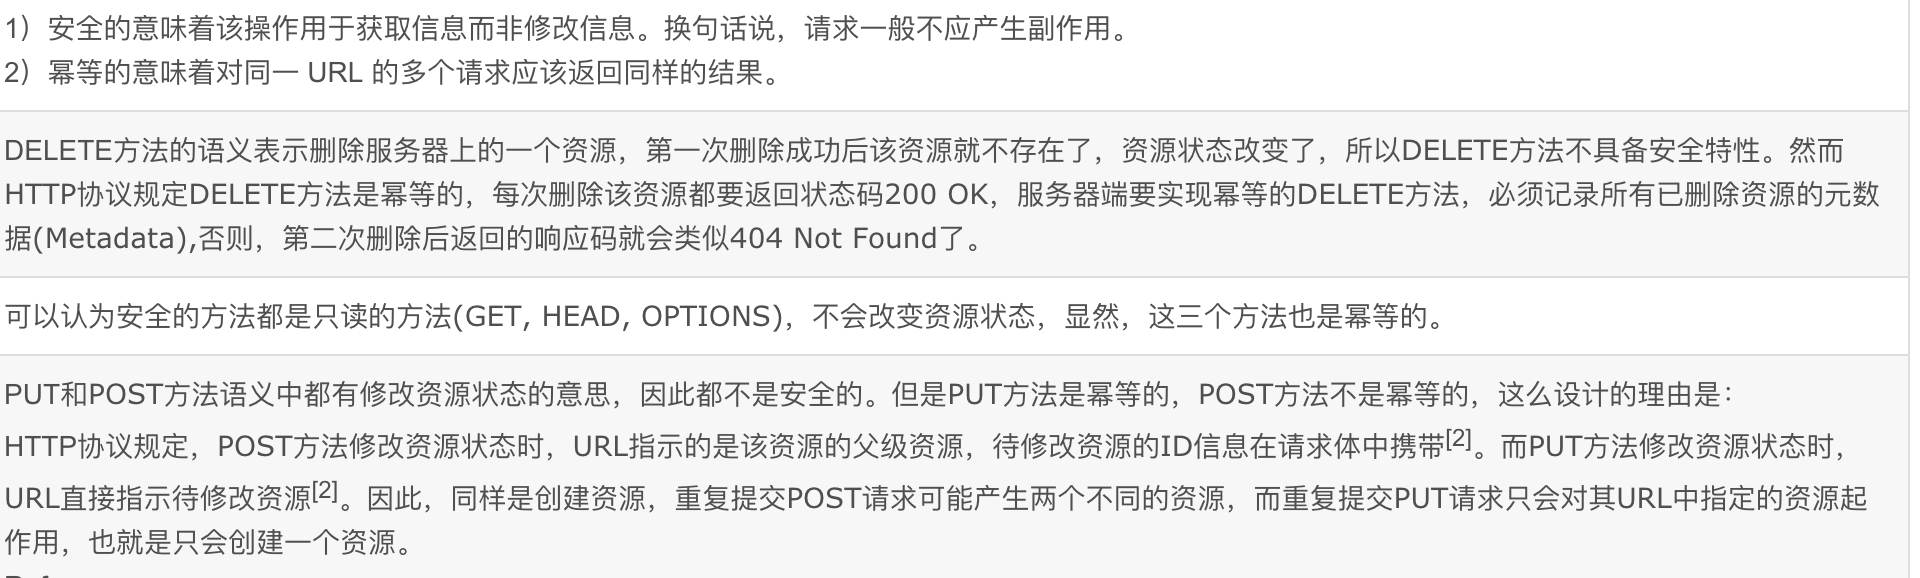 1）安全的意味着该操作用于获取信息而非修改信息。换句话说，请求一般不应产生副作用。
2）幂等的意味着对同一 URL 的多个请求应该返回同样的结果。
DELETE方法的语义表示删除服务器上的一个资源，第一次删除成功后该资源就不存在了，资源状态改变了，所以DELETE方法不具备安全特性。然而
HTTP协议规定DELETE方法是幂等的，每次删除该资源都要返回状态码200 OK，服务器端要实现幂等的DELETE方法，必须记录所有已删除资源的元数
据(Metadata),否则，第二次删除后返回的响应码就会类似404 Not Found了。
可以认为安全的方法都是只读的方法(GET, HEAD, OPTIONS)，不会改变资源状态，显然，这三个方法也是幂等的。
PUT和POST方法语义中都有修改资源状态的意思，因此都不是安全的。但是PUT方法是幂等的，POST方法不是幂等的，这么设计的理由是：
HTTP协议规定，POST方法修改资源状态时，URL指示的是该资源的父级资源，待修改资源的ID信息在请求体中携带[2]。而PUT方法修改资源状态时，
URL直接指示待修改资源[2]。因此，同样是创建资源，重复提交POST请求可能产生两个不同的资源，而重复提交PUT请求只会对其URL中指定的资源起
作用，也就是只会创建一个资源。